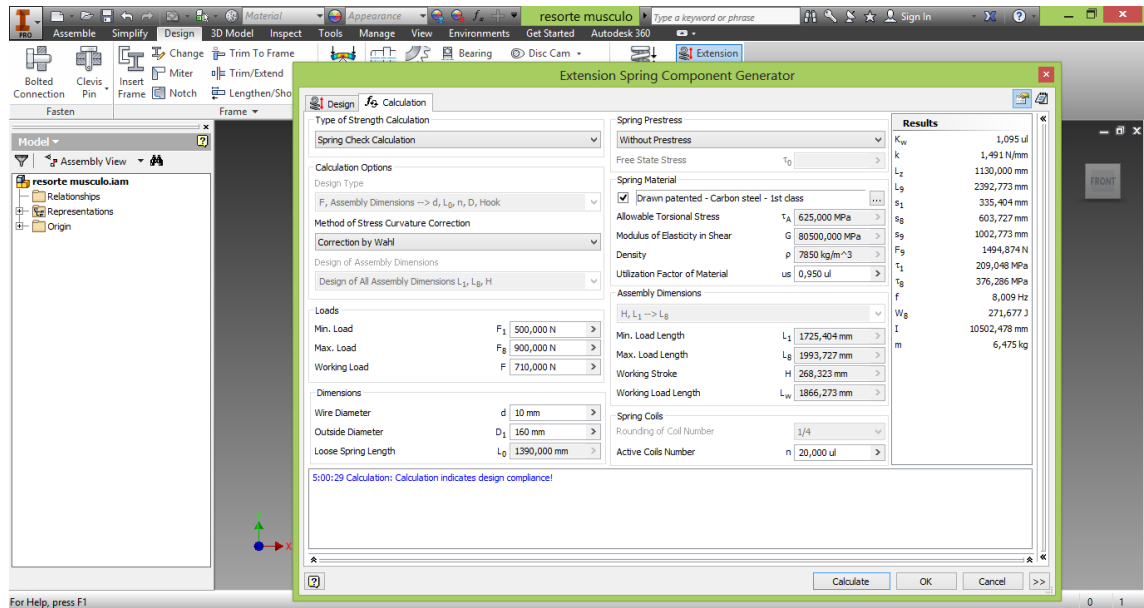 Material
Appearance
resorte musculo
Type a keyword or phrase
Sign In
PRO
Assemble Simplify Design 3D Model Inspect Tools Manage View Environments Get Started Autodesk 360
Bolted Connection
Clevis Pin
Insert Frame
Change
Miter
Notch
Trim To Frame
Trim/Extend
Lengthen/Sho
Bearing
Disc Cam
Extension
Fasten
Frame
Model
Assembly View
resorte musculo.iam
Relationships
Representations
Origin
FRONT
X
Extension Spring Component Generator
Design
Calculation
Type of Strength Calculation
Spring Check Calculation
Calculation Options
Design Type
F, Assembly Dimensions --> d, L0, n, D, Hook
Method of Stress Curvature Correction
Correction by Wahl
Design of Assembly Dimensions
Design of All Assembly Dimensions L1, L8, H
Loads
Min. Load F1 500,000 N
Max. Load F8 900,000 N
Working Load F 710,000 N
Dimensions
Wire Diameter d 10 mm
Outside Diameter D1 160 mm
Loose Spring Length L0 1390,000 mm
Spring Prestress
Without Prestress
Free State Stress τ0
Spring Material
Drawn patented - Carbon steel - 1st class
...
Allowable Torsional Stress τA 625,000 MPa
Modulus of Elasticity in Shear G 80500,000 MPa
Density ρ 7850 kg/m^3
Utilization Factor of Material us 0,950 ul
Assembly Dimensions
H, L1 --> L8
Min. Load Length L1 1725,404 mm
Max. Load Length L8 1993,727 mm
Working Stroke H 268,323 mm
Working Load Length Lw 1866,273 mm
Spring Coils
Rounding of Coil Number 1/4
Active Coils Number n 20,000 ul
Results
Kw 1,095 ul
k 1,491 N/mm
Lz 1130,000 mm
L9 2392,773 mm
s1 335,404 mm
s8 603,727 mm
s9 1002,773 mm
F9 1494,874 N
τ1 209,048 MPa
τ8 376,286 MPa
f 8,009 Hz
W8 271,677 J
l 10502,478 mm
m 6,475 kg
5:00:29 Calculation: Calculation indicates design compliance!
Calculate
OK
Cancel
>>
For Help, press F1
0 1